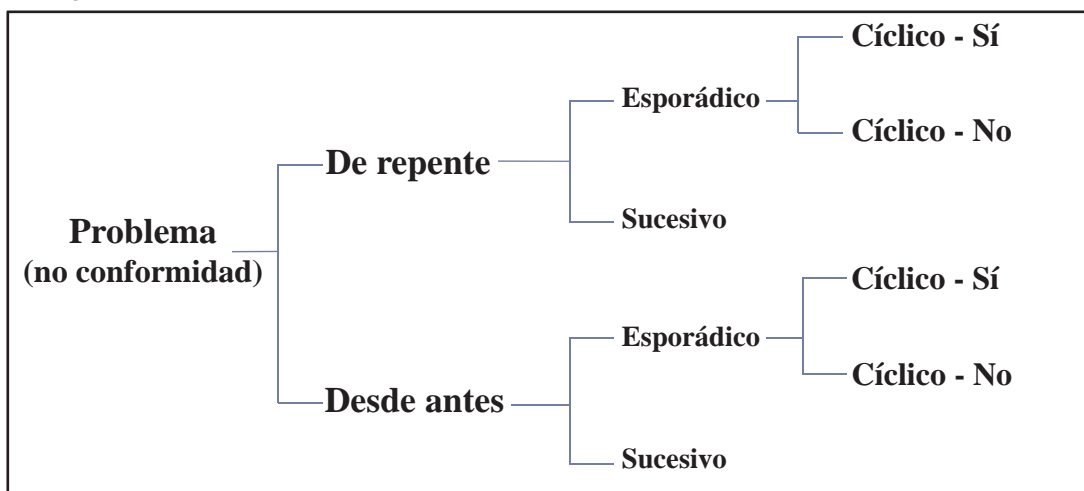 Cíclico - Sí
Esporádico
Cíclico - No
De repente
Sucesivo
Problema
(no conformidad)
Cíclico - Sí
Esporádico
Cíclico - No
Desde antes
Sucesivo